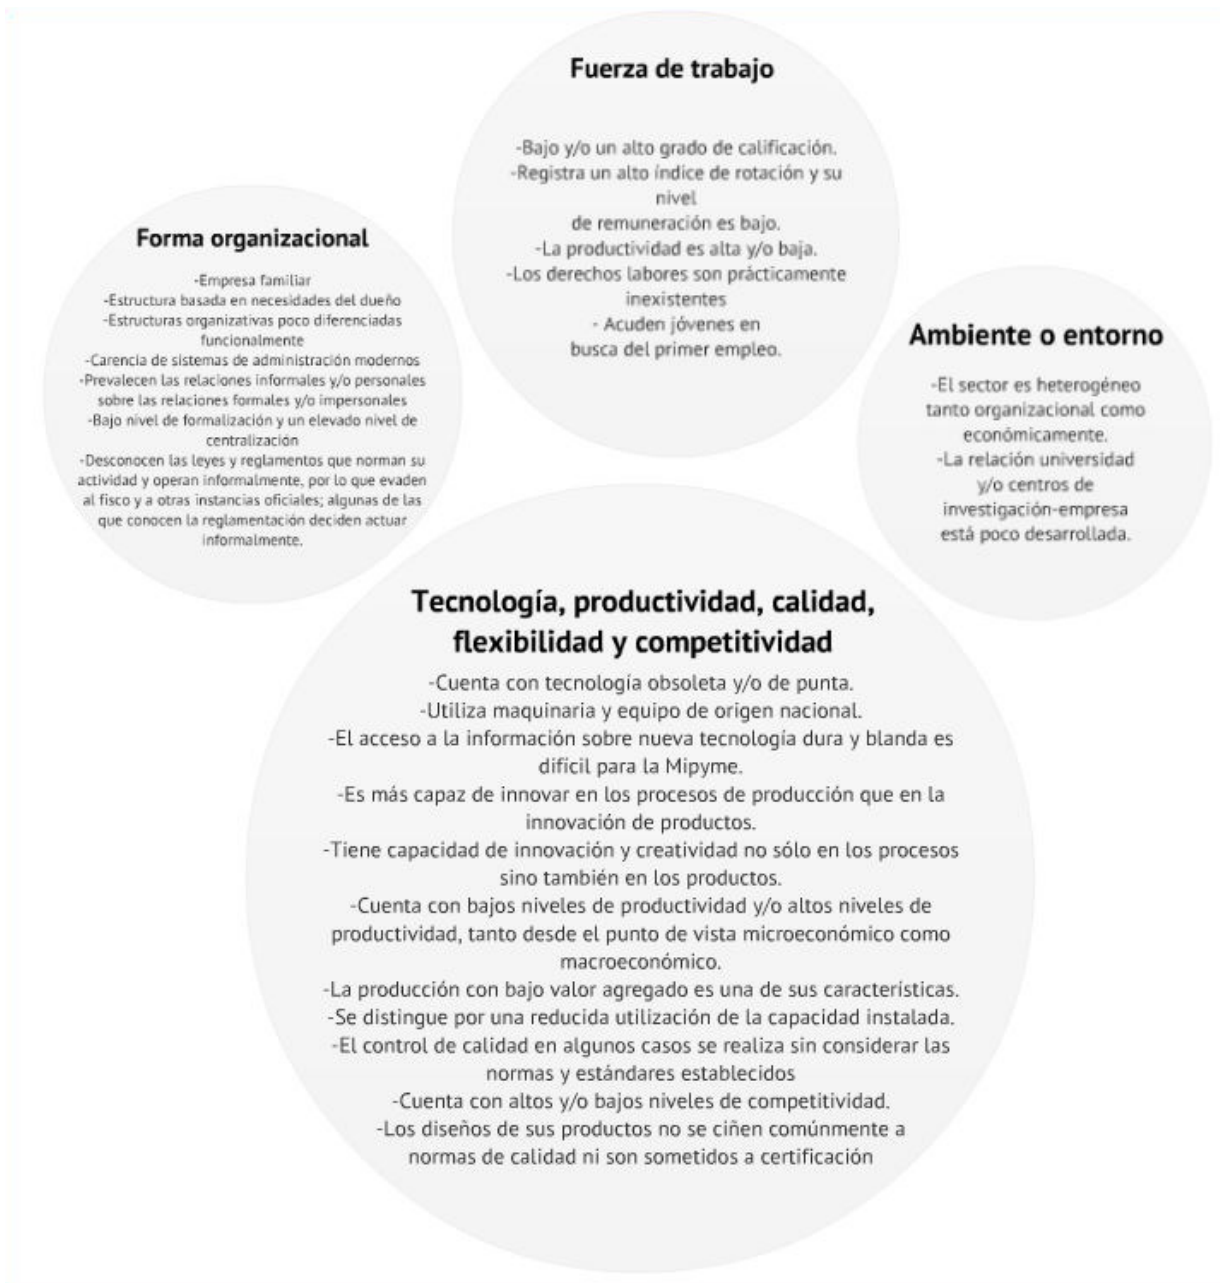 Fuerza de trabajo
-Bajo y/o un alto grado de calificación.
-Registra un alto índice de rotación y su
nivel
de remuneración es bajo.
-La productividad es alta y/o baja.
-Los derechos labores son prácticamente
inexistentes
- Acuden jóvenes en
busca del primer empleo.
Forma organizacional
-Empresa familiar
-Estructura basada en necesidades del dueño
-Estructuras organizativas poco diferenciadas
funcionalmente
-Carencia de sistemas de administración modernos
-Prevalecen las relaciones informales y/o personales
sobre las relaciones formales y/o impersonales
-Bajo nivel de formalización y un elevado nivel de
centralización
-Desconocen las leyes y reglamentos que norman su
actividad y operan informalmente, por lo que evaden
al fisco y a otras instancias oficiales; algunas de las
que conocen la reglamentación deciden actuar
informalmente.
Ambiente o entorno
-El sector es heterogéneo
tanto organizacional como
económicamente.
-La relación universidad
y/o centros de
investigación-empresa
está poco desarrollada.
Tecnología, productividad, calidad,
flexibilidad y competitividad
-Cuenta con tecnología obsoleta y/o de punta.
-Utiliza maquinaria y equipo de origen nacional.
-El acceso a la información sobre nueva tecnología dura y blanda es
difícil para la Mipyme.
-Es más capaz de innovar en los procesos de producción que en la
innovación de productos.
-Tiene capacidad de innovación y creatividad no sólo en los procesos
sino también en los productos.
-Cuenta con bajos niveles de productividad y/o altos niveles de
productividad, tanto desde el punto de vista microeconómico como
macroeconómico.
-La producción con bajo valor agregado es una de sus características.
-Se distingue por una reducida utilización de la capacidad instalada.
-El control de calidad en algunos casos se realiza sin considerar las
normas y estándares establecidos
-Cuenta con altos y/o bajos niveles de competitividad.
-Los diseños de sus productos no se ciñen comúnmente a
normas de calidad ni son sometidos a certificación